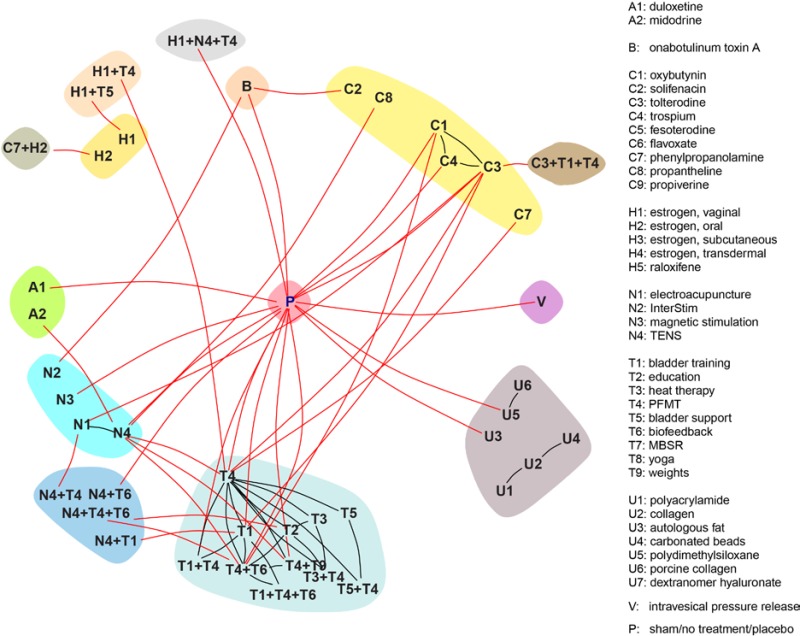 H1+N4+T4
H1+T4
H1+T5
H1
H2
C7+H2
B
C2
C8
C1
C4
C3
C7
C3+T1+T4
A1
A2
P
V
N2
N3
N1
N4
U6
U5
U3
U4
U2
U1
N4+T4 N4+T6
N4+T4+T6
N4+T1
T4
T5
T3
T1
T2
T1+T4
T4+T6
T4+T9
T3+T4
T1+T4+T6
T5+T4
A1: duloxetine
A2: midodrine
B: onabotulinum toxin A
C1: oxybutynin
C2: solifenacin
C3: tolterodine
C4: trospium
C5: fesoterodine
C6: flavoxate
C7: phenylpropanolamine
C8: propantheline
C9: propiverine
H1: estrogen, vaginal
H2: estrogen, oral
H3: estrogen, subcutaneous
H4: estrogen, transdermal
H5: raloxifene
N1: electroacupuncture
N2: InterStim
N3: magnetic stimulation
N4: TENS
T1: bladder training
T2: education
T3: heat therapy
T4: PFMT
T5: bladder support
T6: biofeedback
T7: MBSR
T8: yoga
T9: weights
U1: polyacrylamide
U2: collagen
U3: autologous fat
U4: carbonated beads
U5: polydimethylsiloxane
U6: porcine collagen
U7: dextranomer hyaluronate
V: intravesical pressure release
P: sham/no treatment/placebo